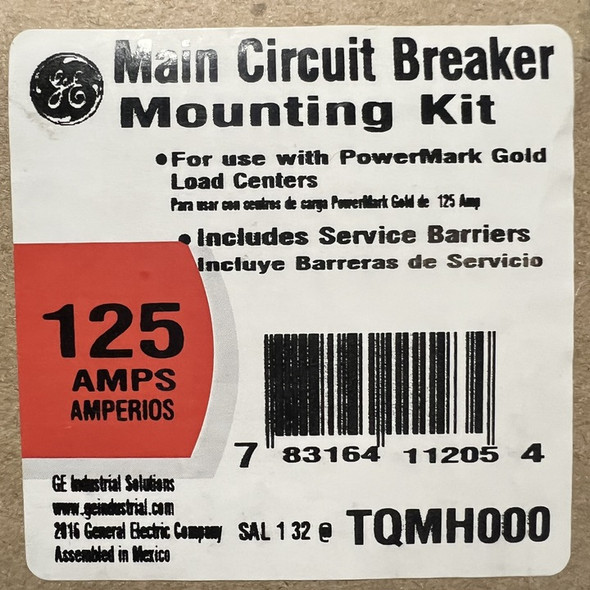 GE
Main Circuit Breaker
Mounting Kit
•For use with PowerMark Gold
Load Centers
Para usar con sentros de carga PowerMark Gold de 125 Amp
•Includes Service Barriers
Incluye Barreras de Servicio
125
AMPS
AMPERIOS
7 83164 11205 4
GE Industrial Solutions
www.geindustrial.com
2016 General Electric Company
Assembled in Mexico
SAL 1 32 @
TQMH000